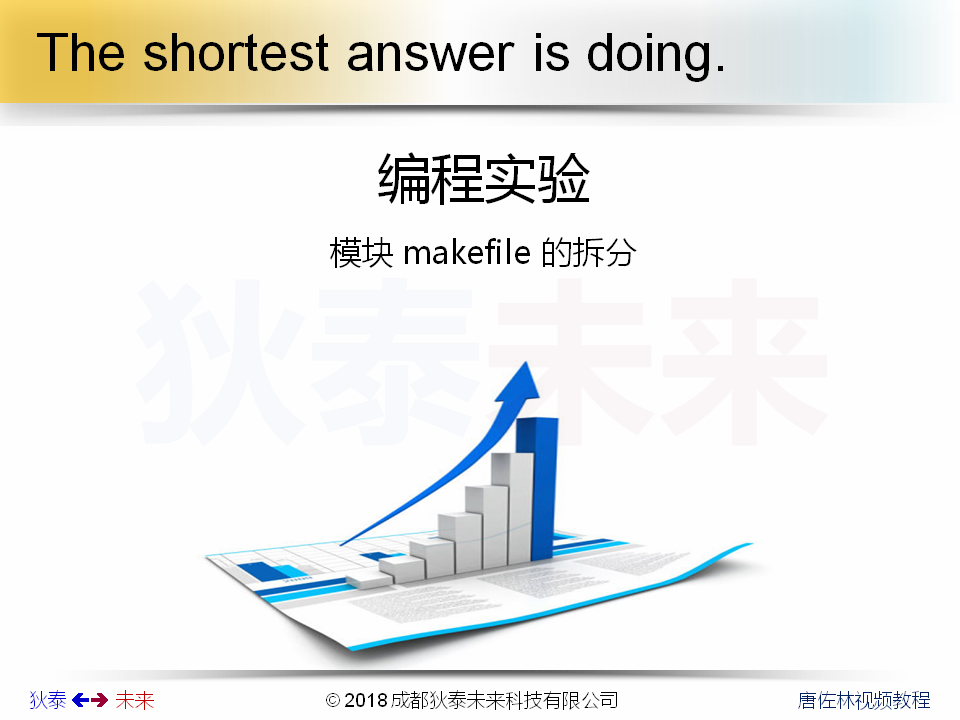 The shortest answer is doing.
编程实验
模块 makefile 的拆分
狄泰未来
2009
狄泰 未来
© 2018 成都狄泰未来科技有限公司
唐佐林视频教程